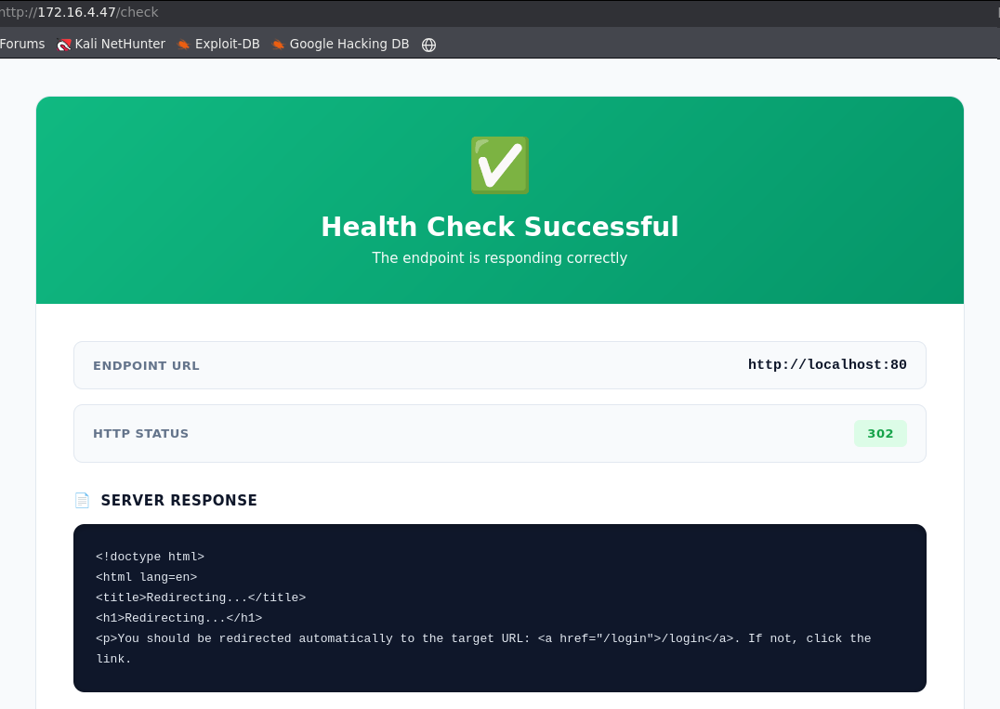 http://172.16.4.47/check
Forums Kali NetHunter Exploit-DB Google Hacking DB
Health Check Successful
The endpoint is responding correctly
ENDPOINT URL http://localhost:80
HTTP STATUS 302
SERVER RESPONSE
<!doctype html>
<html lang=en>
<title>Redirecting...</title>
<h1>Redirecting...</h1>
<p>You should be redirected automatically to the target URL: <a href="/login">/login</a>. If not, click the
link.